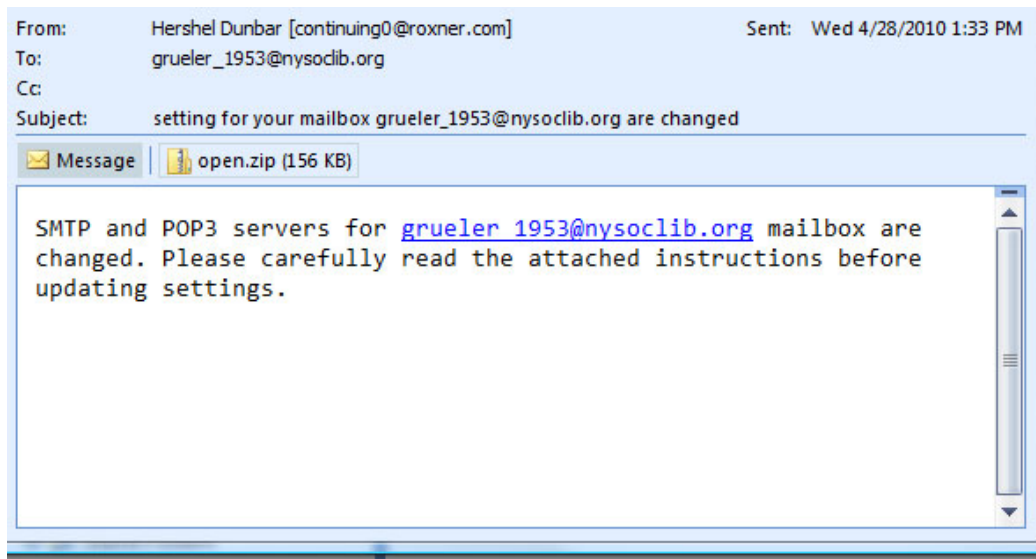 From: Hershel Dunbar [continuing0@roxner.com] Sent: Wed 4/28/2010 1:33 PM
To: grueler_1953@nysoclib.org
Cc:
Subject: setting for your mailbox grueler_1953@nysoclib.org are changed
Message open.zip (156 KB)
SMTP and POP3 servers for grueler_1953@nysoclib.org mailbox are
changed. Please carefully read the attached instructions before
updating settings.